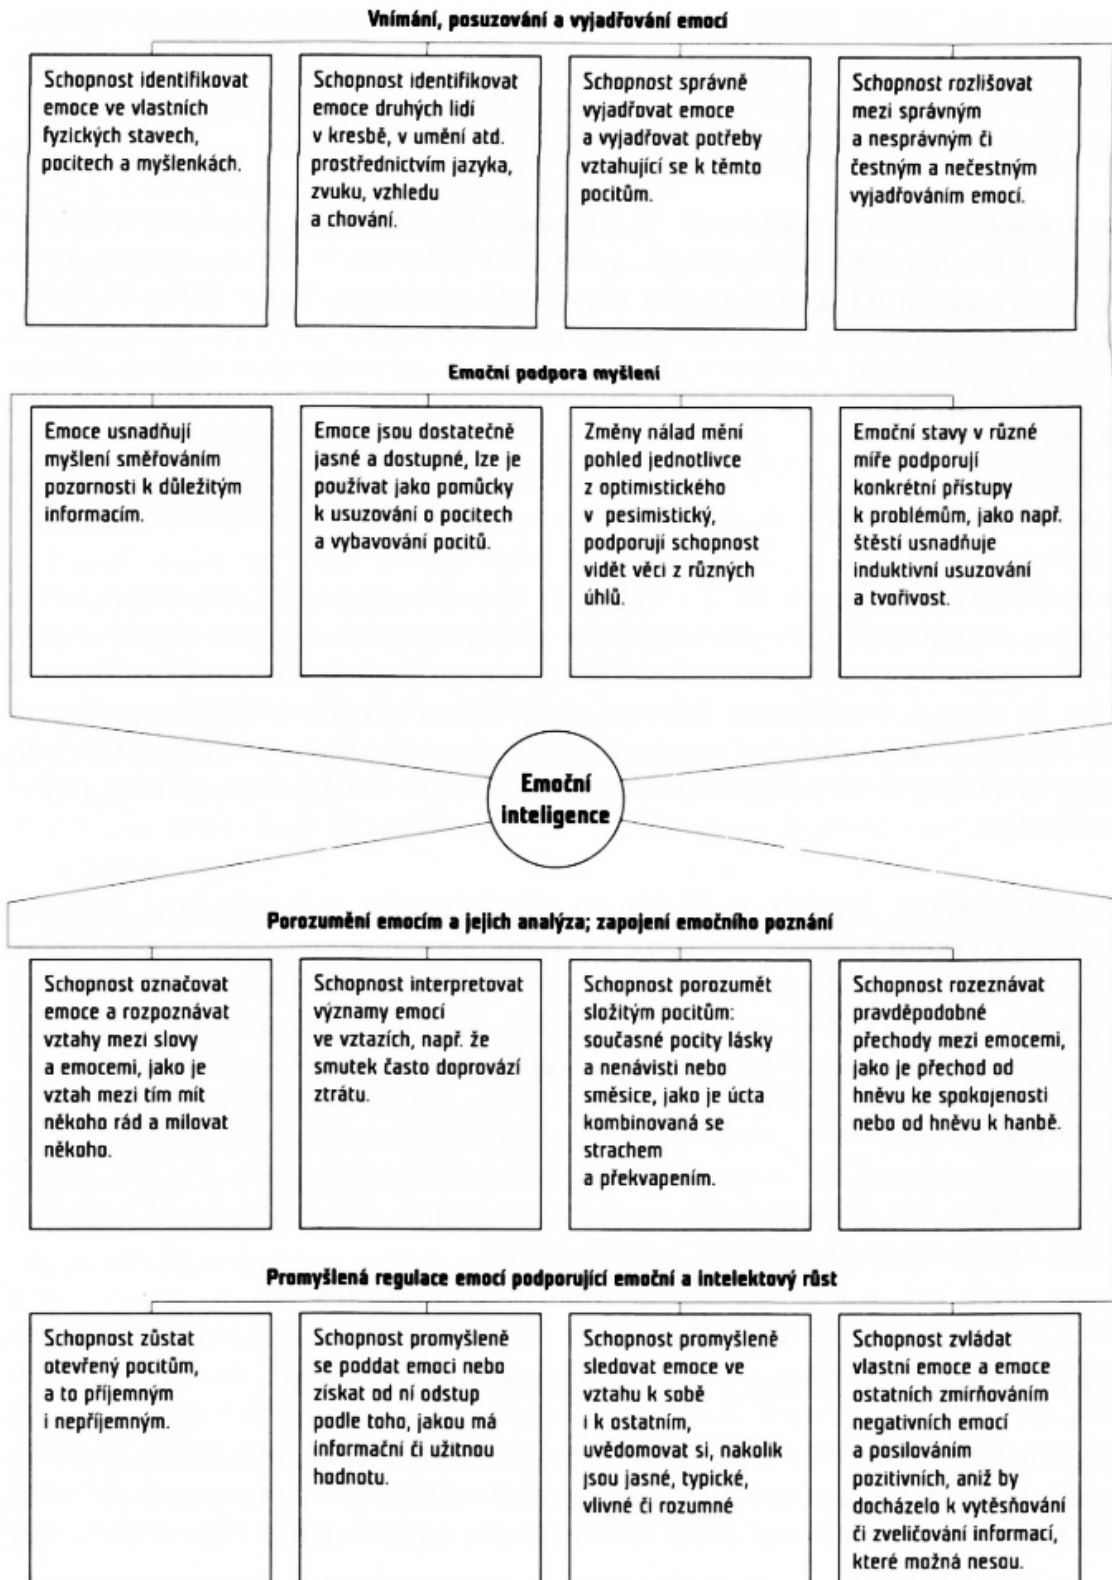 Vnímání, posuzování a vyjadřování emocí
Schopnost identifikovat
emoce ve vlastních
fyzických stavech,
pocitech a myšlenkách.
Schopnost identifikovat
emoce druhých lidí
v kresbě, v umění atd.
prostřednictvím jazyka,
zvuku, vzhledu
a chování.
Schopnost správně
vyjadřovat emoce
a vyjadřovat potřeby
vztahující se k těmto
pocitům.
Schopnost rozlišovat
mezi správným
a nesprávným či
čestným a nečestným
vyjadřováním emocí.
Emoční podpora myšlení
Emoce usnadňují
myšlení směřováním
pozornosti k důležitým
informacím.
Emoce jsou dostatečně
jasné a dostupné, lze je
používat jako pomůcky
k usuzování o pocitech
a vybavování pocitů.
Změny nálad mění
pohled jednotlivce
z optimistického
v pesimistický,
podporují schopnost
vidět věci z různých
úhlů.
Emoční stavy v různé
míře podporují
konkrétní přístupy
k problémům, jako např.
štěstí usnadňuje
induktivní usuzování
a tvořivost.
Emoční
inteligence
Porozumění emocím a jejich analýza; zapojení emočního poznání
Schopnost označovat
emoce a rozpoznávat
vztahy mezi slovy
a emocemi, jako je
vztah mezi tím mít
někoho rád a milovat
někoho.
Schopnost interpretovat
významy emocí
ve vztazích, např. že
smutek často doprovází
ztrátu.
Schopnost porozumět
složitým pocitům:
současné pocity lásky
a nenávisti nebo
směsice, jako je úcta
kombinovaná se
strachem
a překvapením.
Schopnost rozeznávat
pravděpodobné
přechody mezi emocemi,
jako je přechod od
hněvu ke spokojenosti
nebo od hněvu k hanbě.
Promyšlená regulace emocí podporující emoční a intelektový růst
Schopnost zůstat
otevřený pocitům,
a to příjemným
i nepříjemným.
Schopnost promyšleně
se poddat emoci nebo
získat od ní odstup
podle toho, jakou má
informační či užitnou
hodnotu.
Schopnost promyšleně
sledovat emoce ve
vztahu k sobě
i k ostatním,
uvědomovat si, nakolik
jsou jasné, typické,
vlivné či rozumné
Schopnost zvládat
vlastní emoce a emoce
ostatních zmírňováním
negativních emocí
a posilováním
pozitivních, aniž by
docházelo k vytěsňování
či zveličování informací,
které možná nesou.